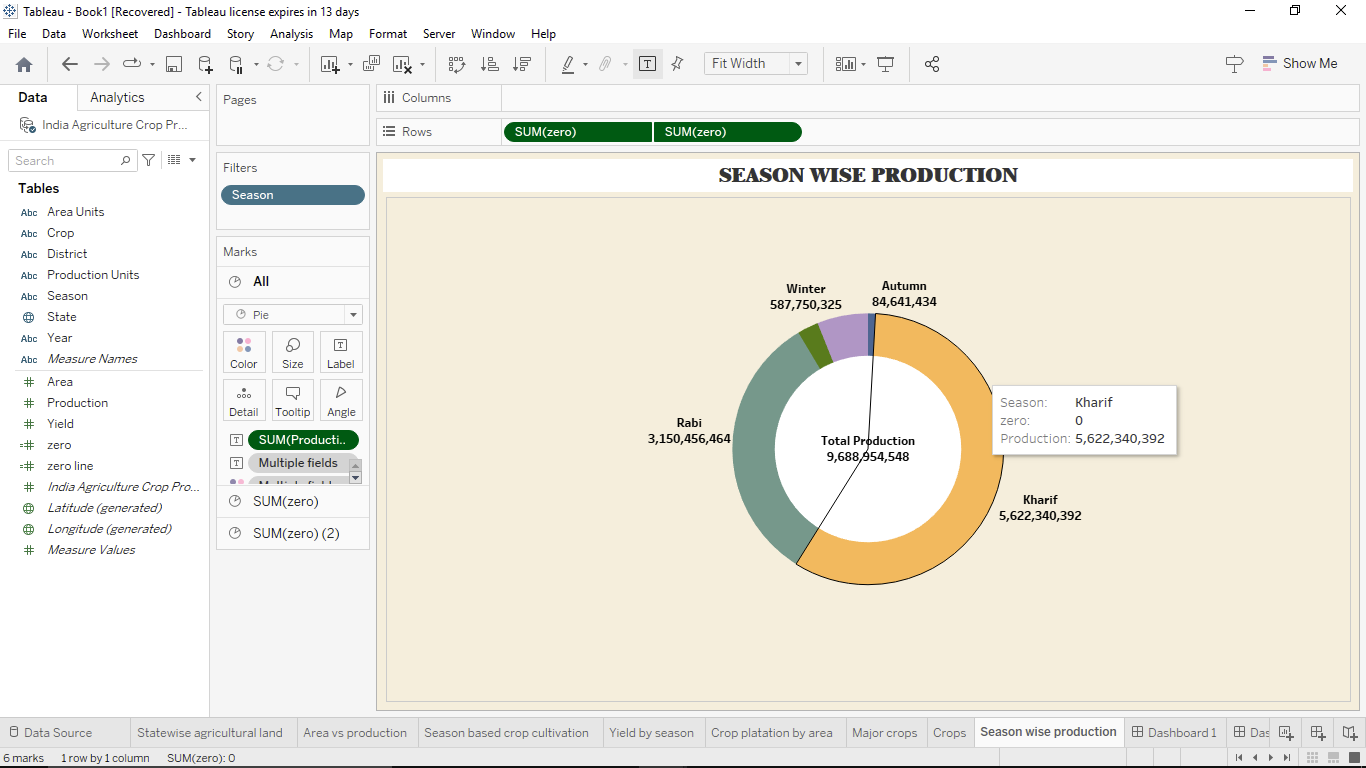 Tableau - Book1 [Recovered] - Tableau license expires in 13 days
File Data Worksheet Dashboard Story Analysis Map Format Server Window Help
Fit Width
Show Me
Data Analytics
India Agriculture Crop Pr...
Search
Tables
Abc Area Units
Abc Crop
Abc District
Abc Production Units
Abc Season
State
Abc Year
Abc Measure Names
Area
Production
Yield
zero
zero line
India Agriculture Crop Pro...
Latitude (generated)
Longitude (generated)
Measure Values
Pages
Filters
Season
Marks
All
Pie
Color Size Label
Detail Tooltip Angle
SUM(Producti..
Multiple fields
SUM(zero)
SUM(zero) (2)
Columns
Rows SUM(zero) SUM(zero)
SEASON WISE PRODUCTION
Winter
587,750,325
Autumn
84,641,434
Rabi
3,150,456,464
Total Production
9,688,954,548
Season: Kharif
zero: 0
Production: 5,622,340,392
Kharif
5,622,340,392
Data Source Statewise agricultural land Area vs production Season based crop cultivation Yield by season Crop platation by area Major crops Crops Season wise production Dashboard 1 Das
6 marks 1 row by 1 column SUM(zero): 0